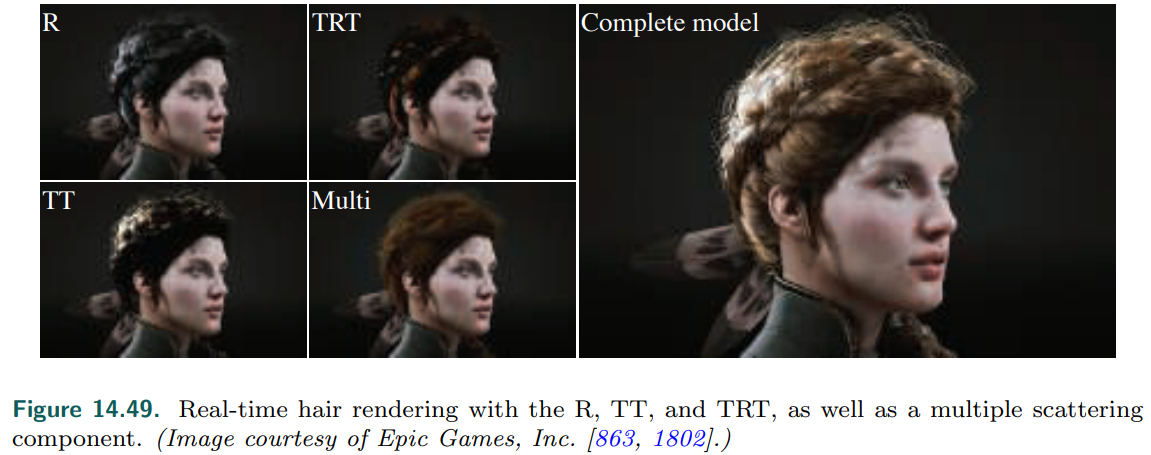 R
TRT
Complete model
TT
Multi
Figure 14.49. Real-time hair rendering with the R, TT, and TRT, as well as a multiple scattering
component. (Image courtesy of Epic Games, Inc. [863, 1802].)